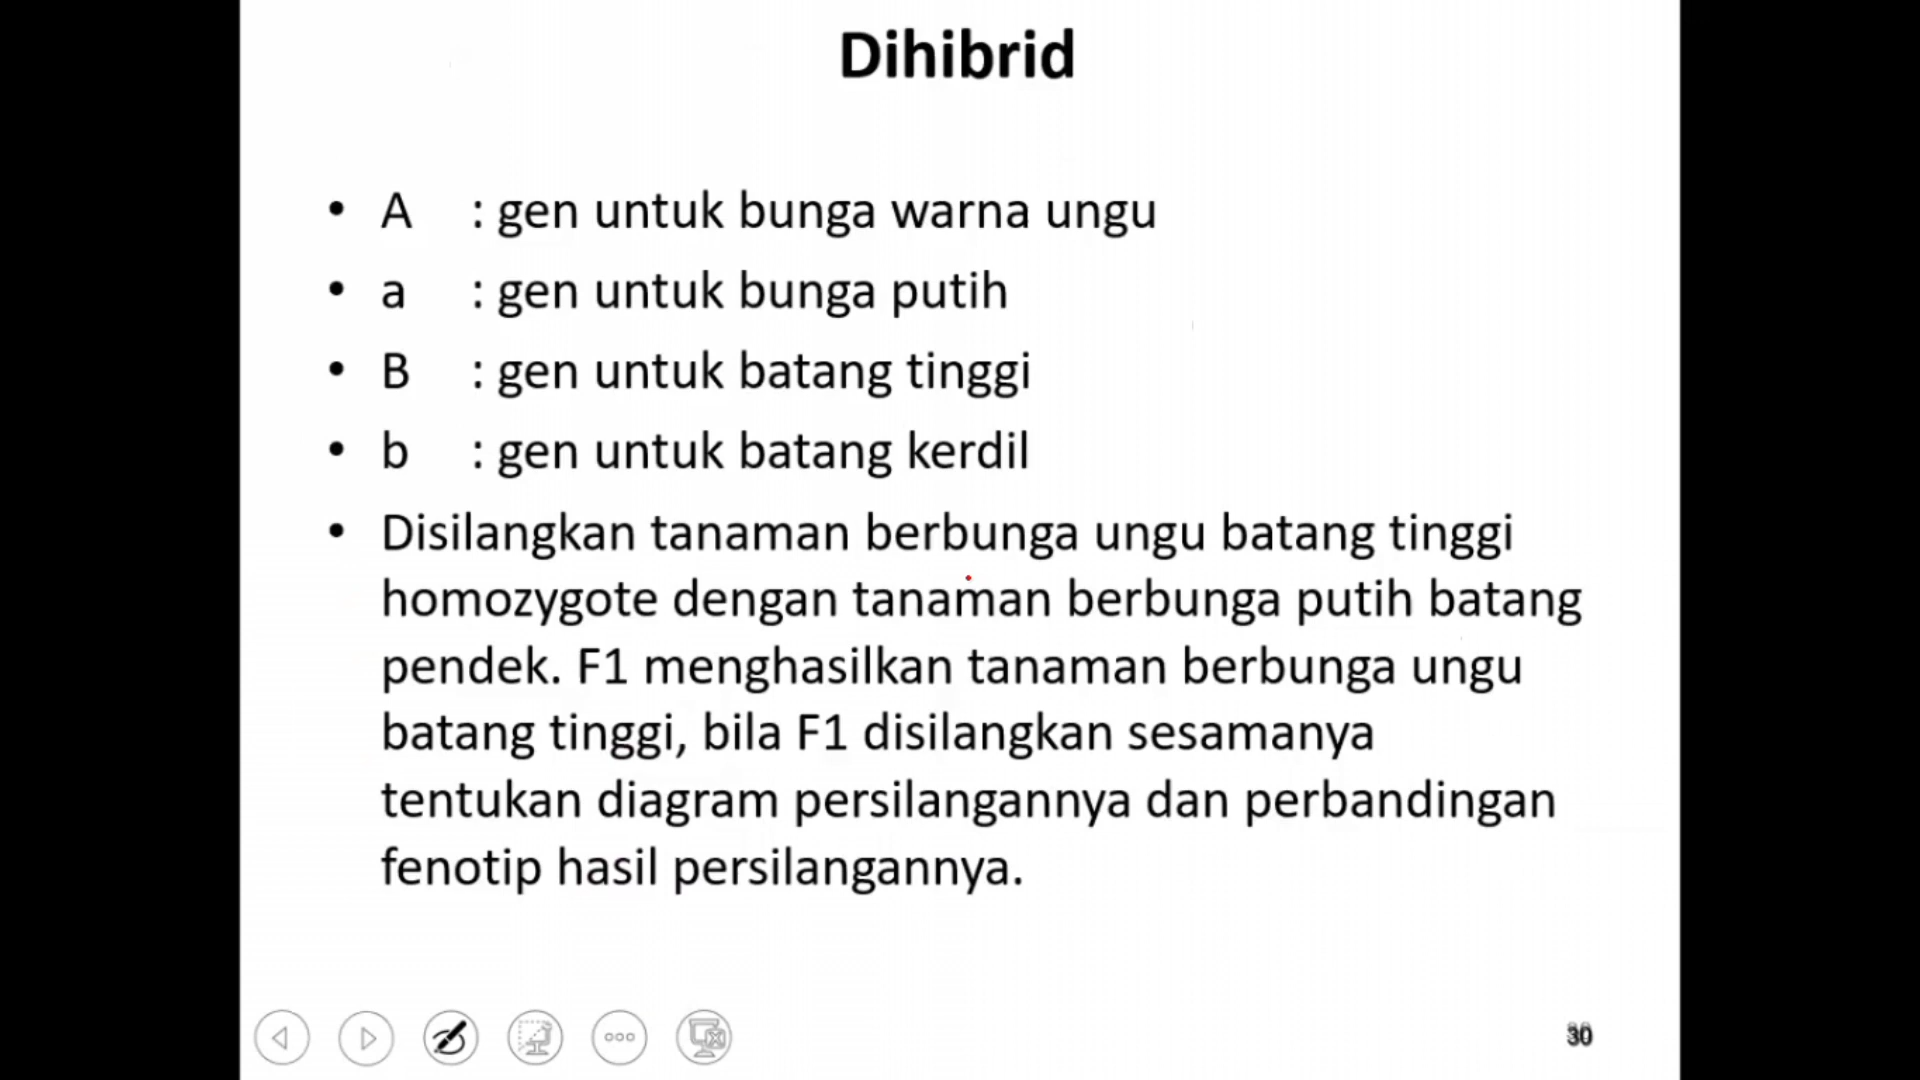 Dihibrid
• A : gen untuk bunga warna ungu
• a : gen untuk bunga putih
• B : gen untuk batang tinggi
• b : gen untuk batang kerdil
• Disilangkan tanaman berbunga ungu batang tinggi
homozygote dengan tanaman berbunga putih batang
pendek. F1 menghasilkan tanaman berbunga ungu
batang tinggi, bila F1 disilangkan sesamanya
tentukan diagram persilangannya dan perbandingan
fenotip hasil persilangannya.
30